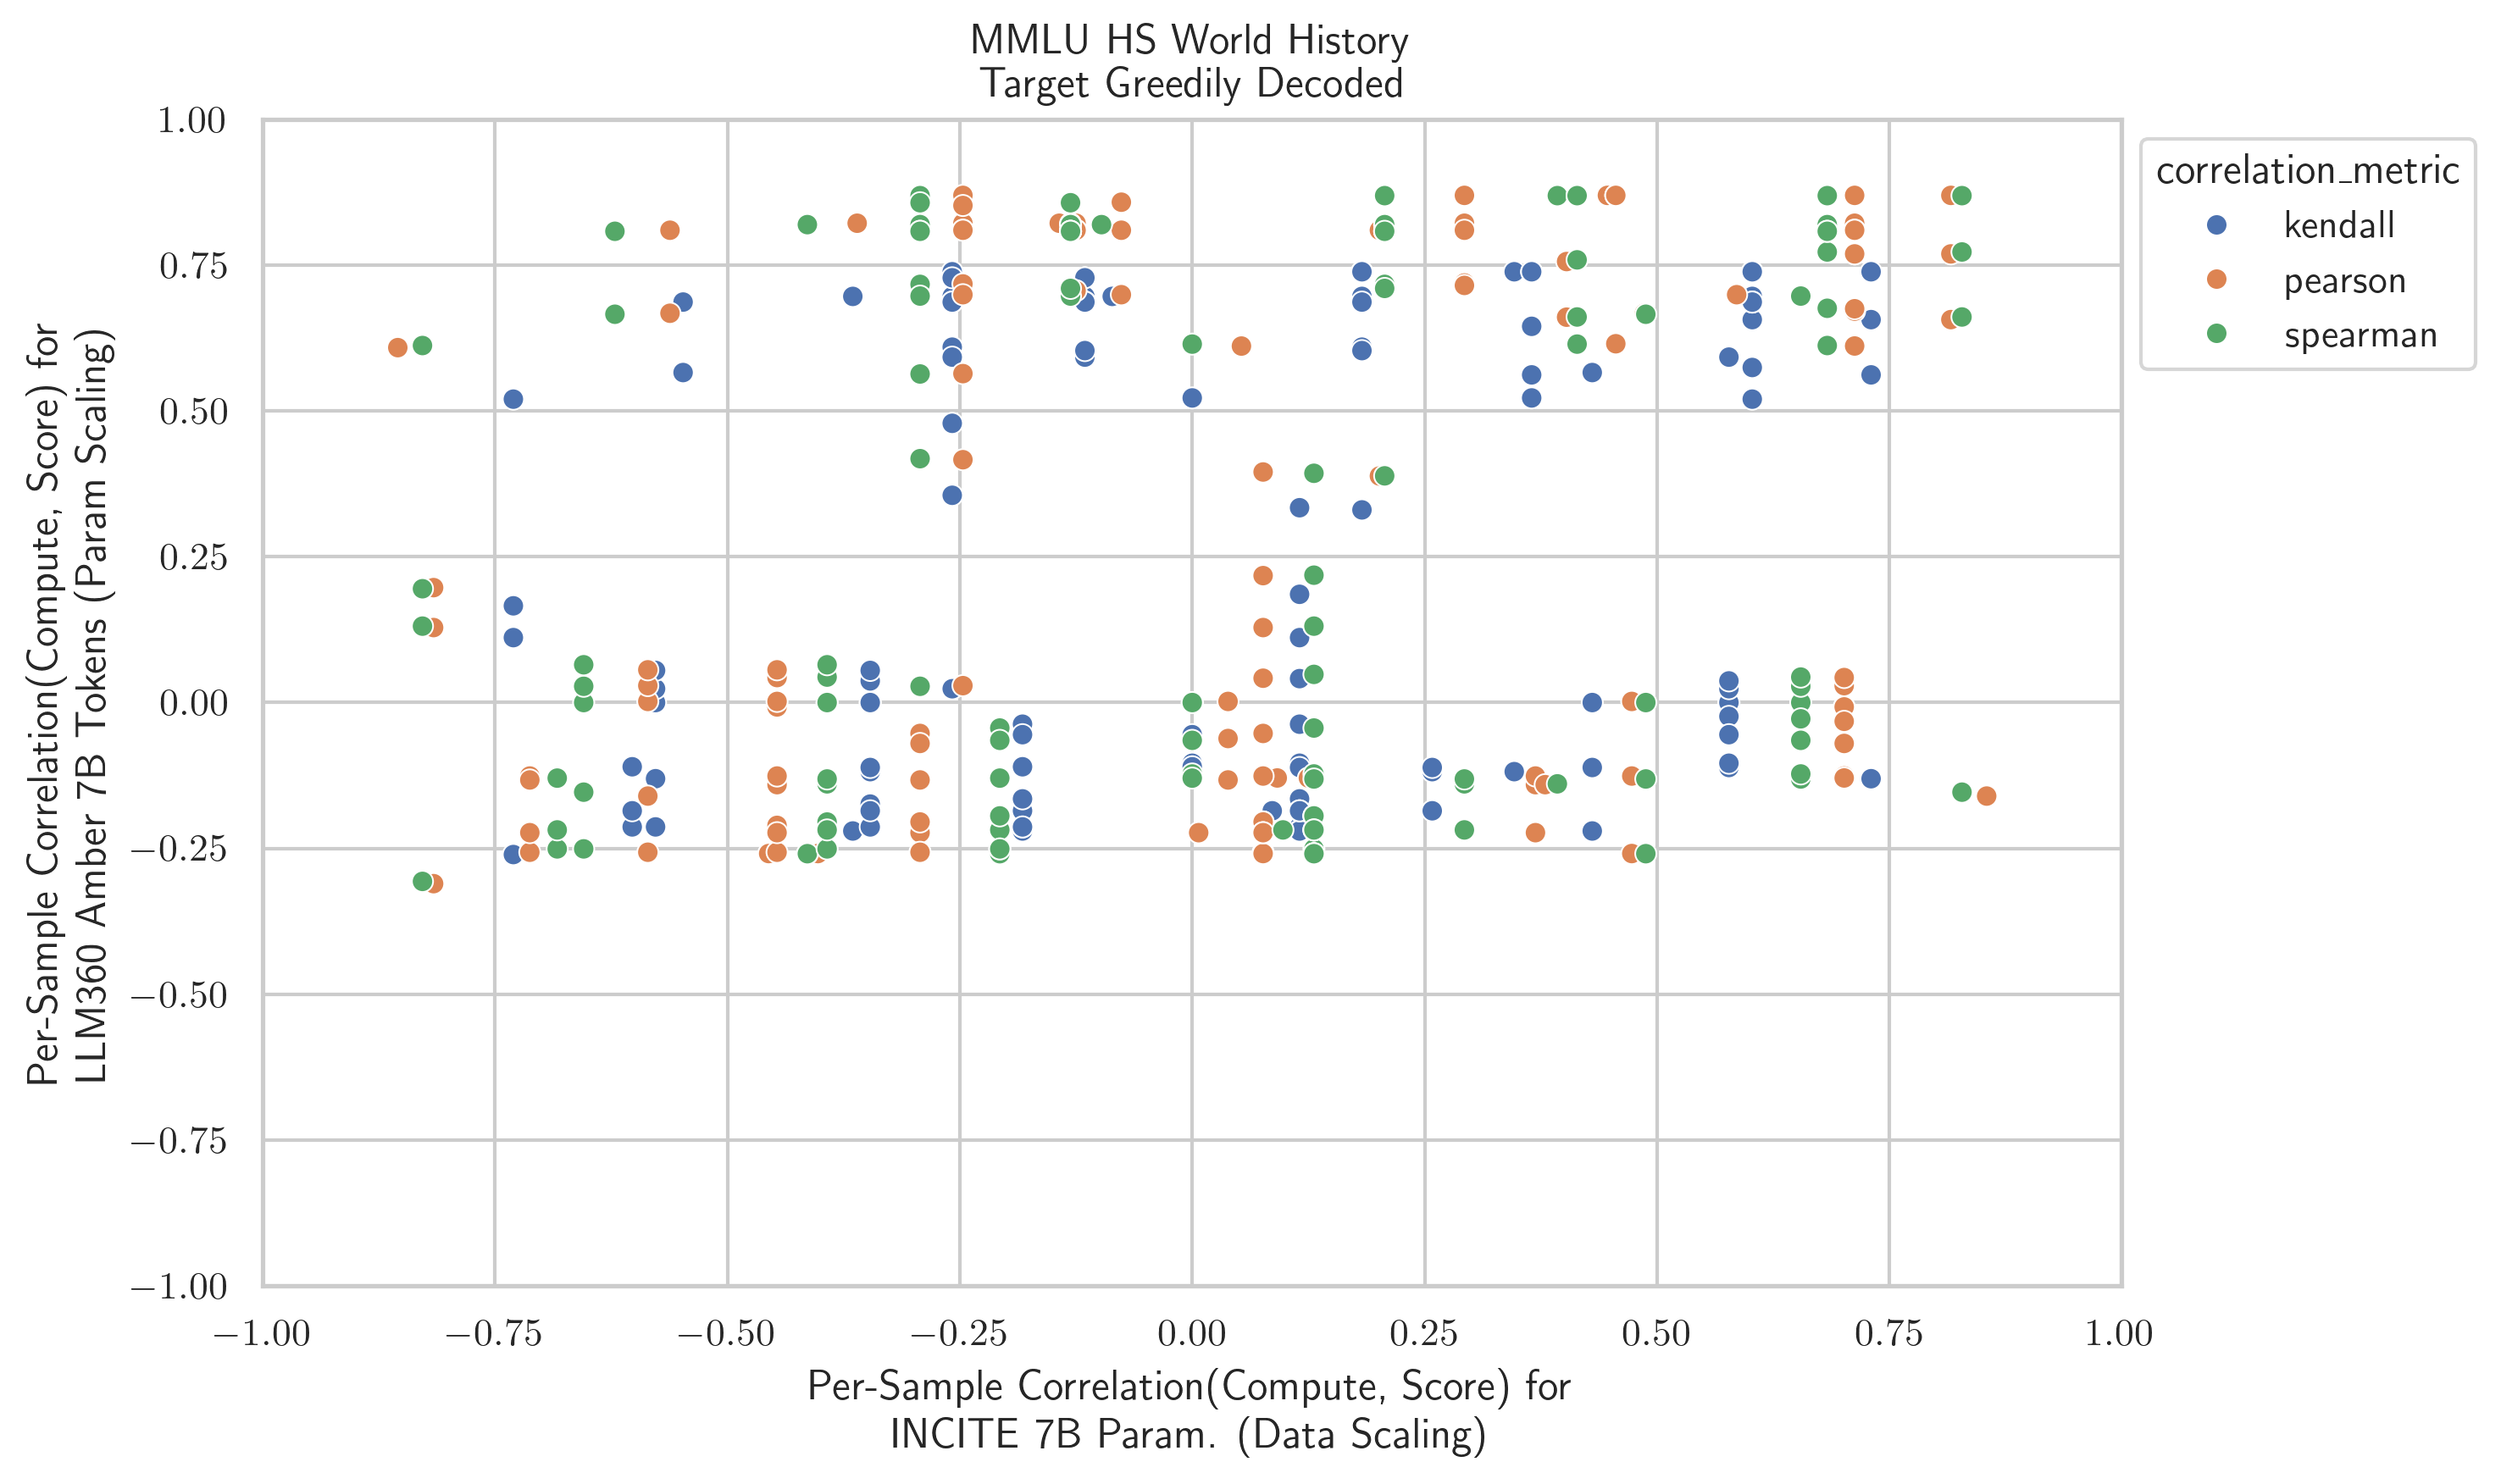 MMLU HS World History
Target Greedily Decoded
1.00
0.75
0.50
0.25
0.00
−0.25
−0.50
−0.75
−1.00
Per-Sample Correlation(Compute, Score) for
LLM360 Amber 7B Tokens (Param Scaling)
correlation_metric
kendall
pearson
spearman
−1.00 −0.75 −0.50 −0.25 0.00 0.25 0.50 0.75 1.00
Per-Sample Correlation(Compute, Score) for
INCITE 7B Param. (Data Scaling)